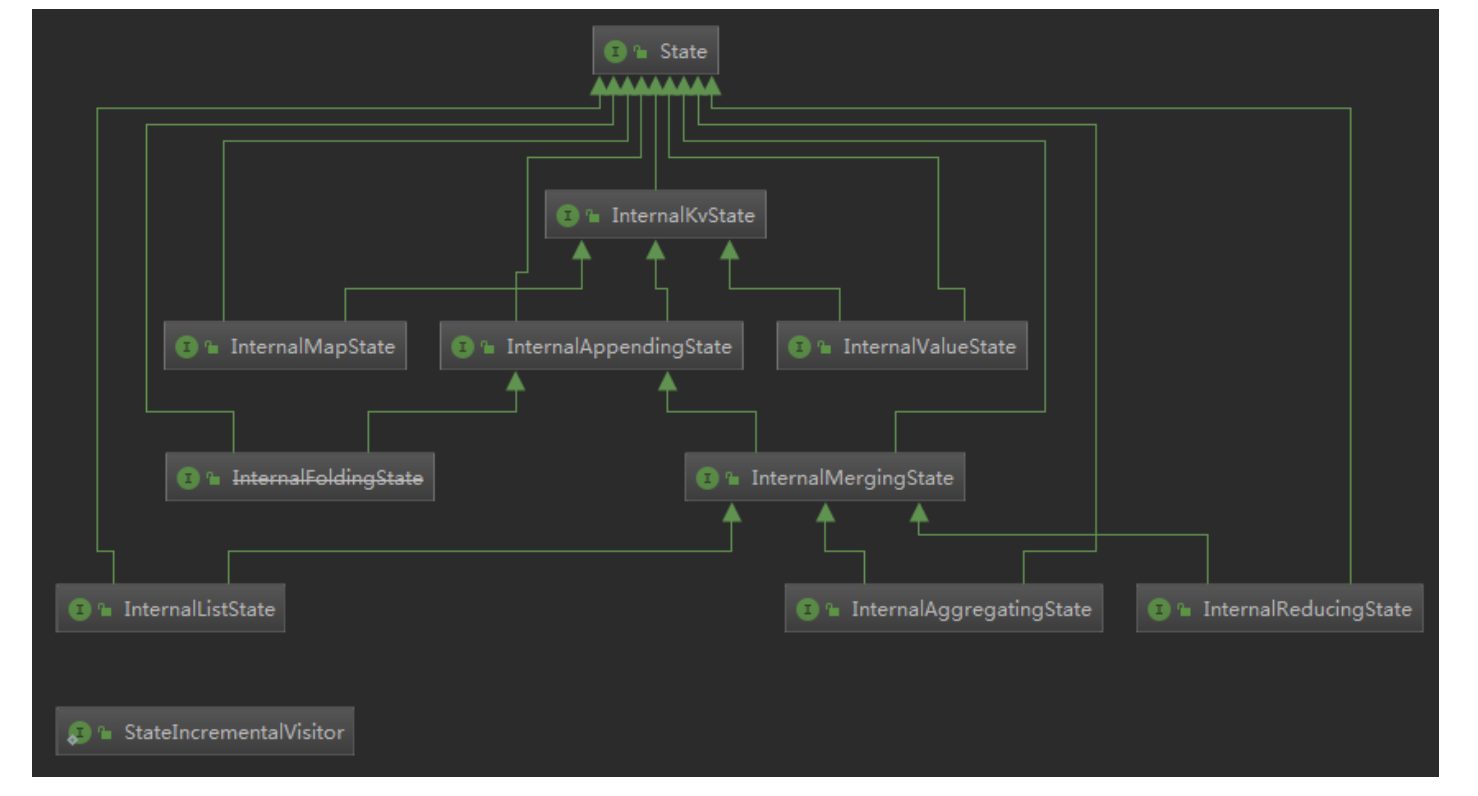 State
InternalKvState
InternalMapState
InternalAppendingState
InternalValueState
InternalFoldingState
InternalMergingState
InternalListState
InternalAggregatingState
InternalReducingState
StateIncrementalVisitor